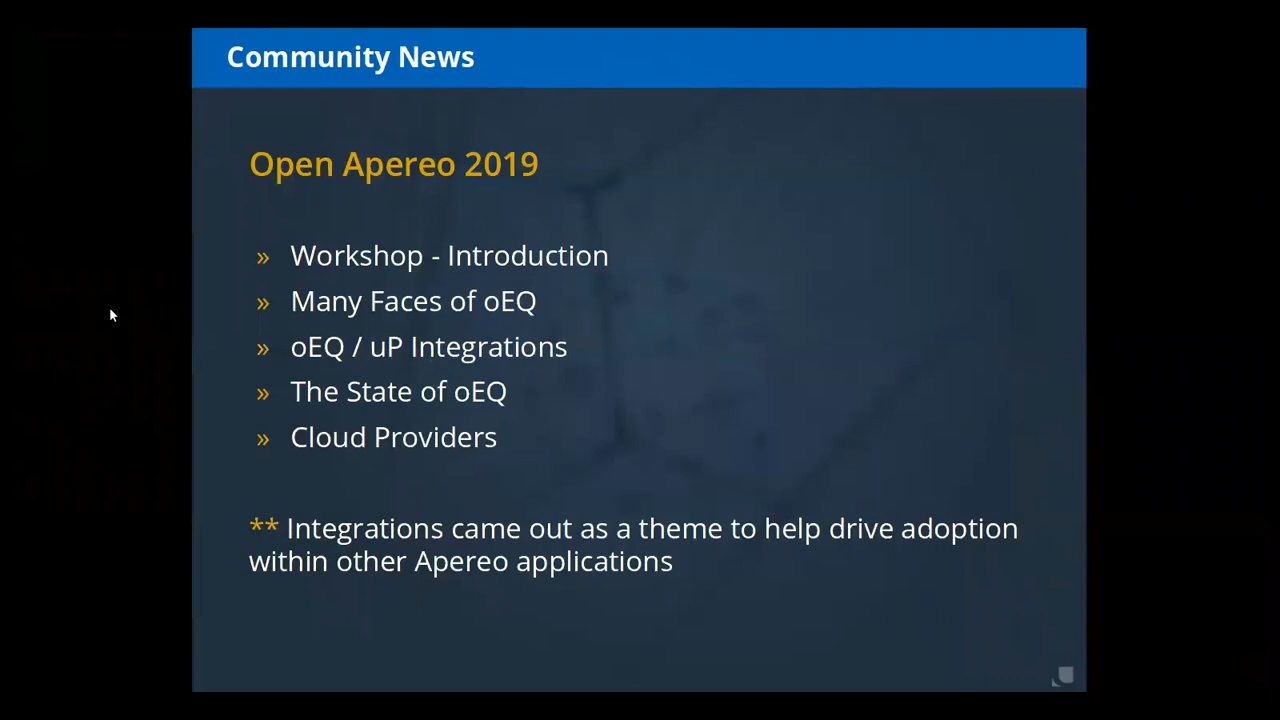 Community News
Open Apereo 2019
» Workshop - Introduction
» Many Faces of oEQ
» oEQ / uP Integrations
» The State of oEQ
» Cloud Providers
** Integrations came out as a theme to help drive adoption
within other Apereo applications